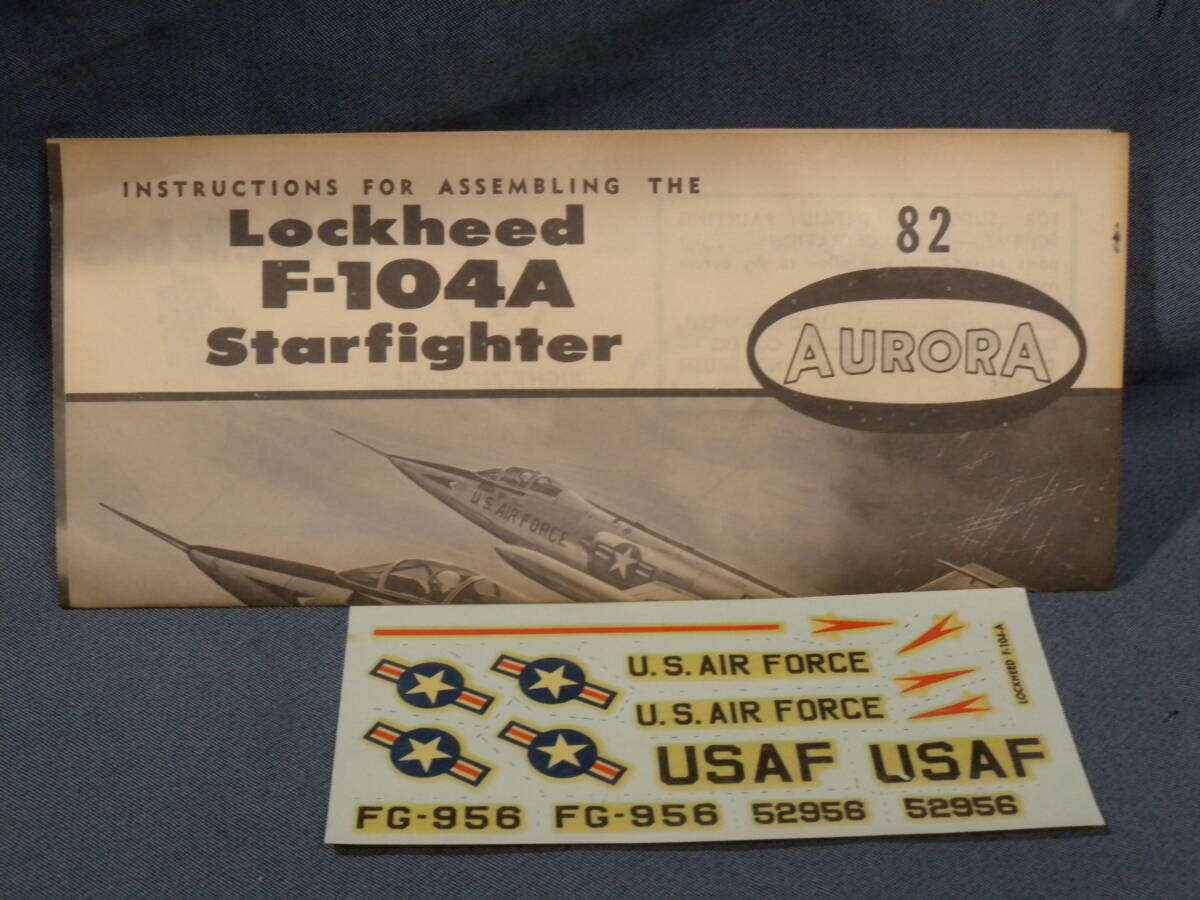 INSTRUCTIONS FOR ASSEMBLING THE
Lockheed
F-104A
Starfighter
82
AURORA
U.S. AIR FORCE
U.S. AIR FORCE
U.S. AIR FORCE
LOCKHEED F-104-A
USAF
USAF
FG-956
FG-956
52956
52956